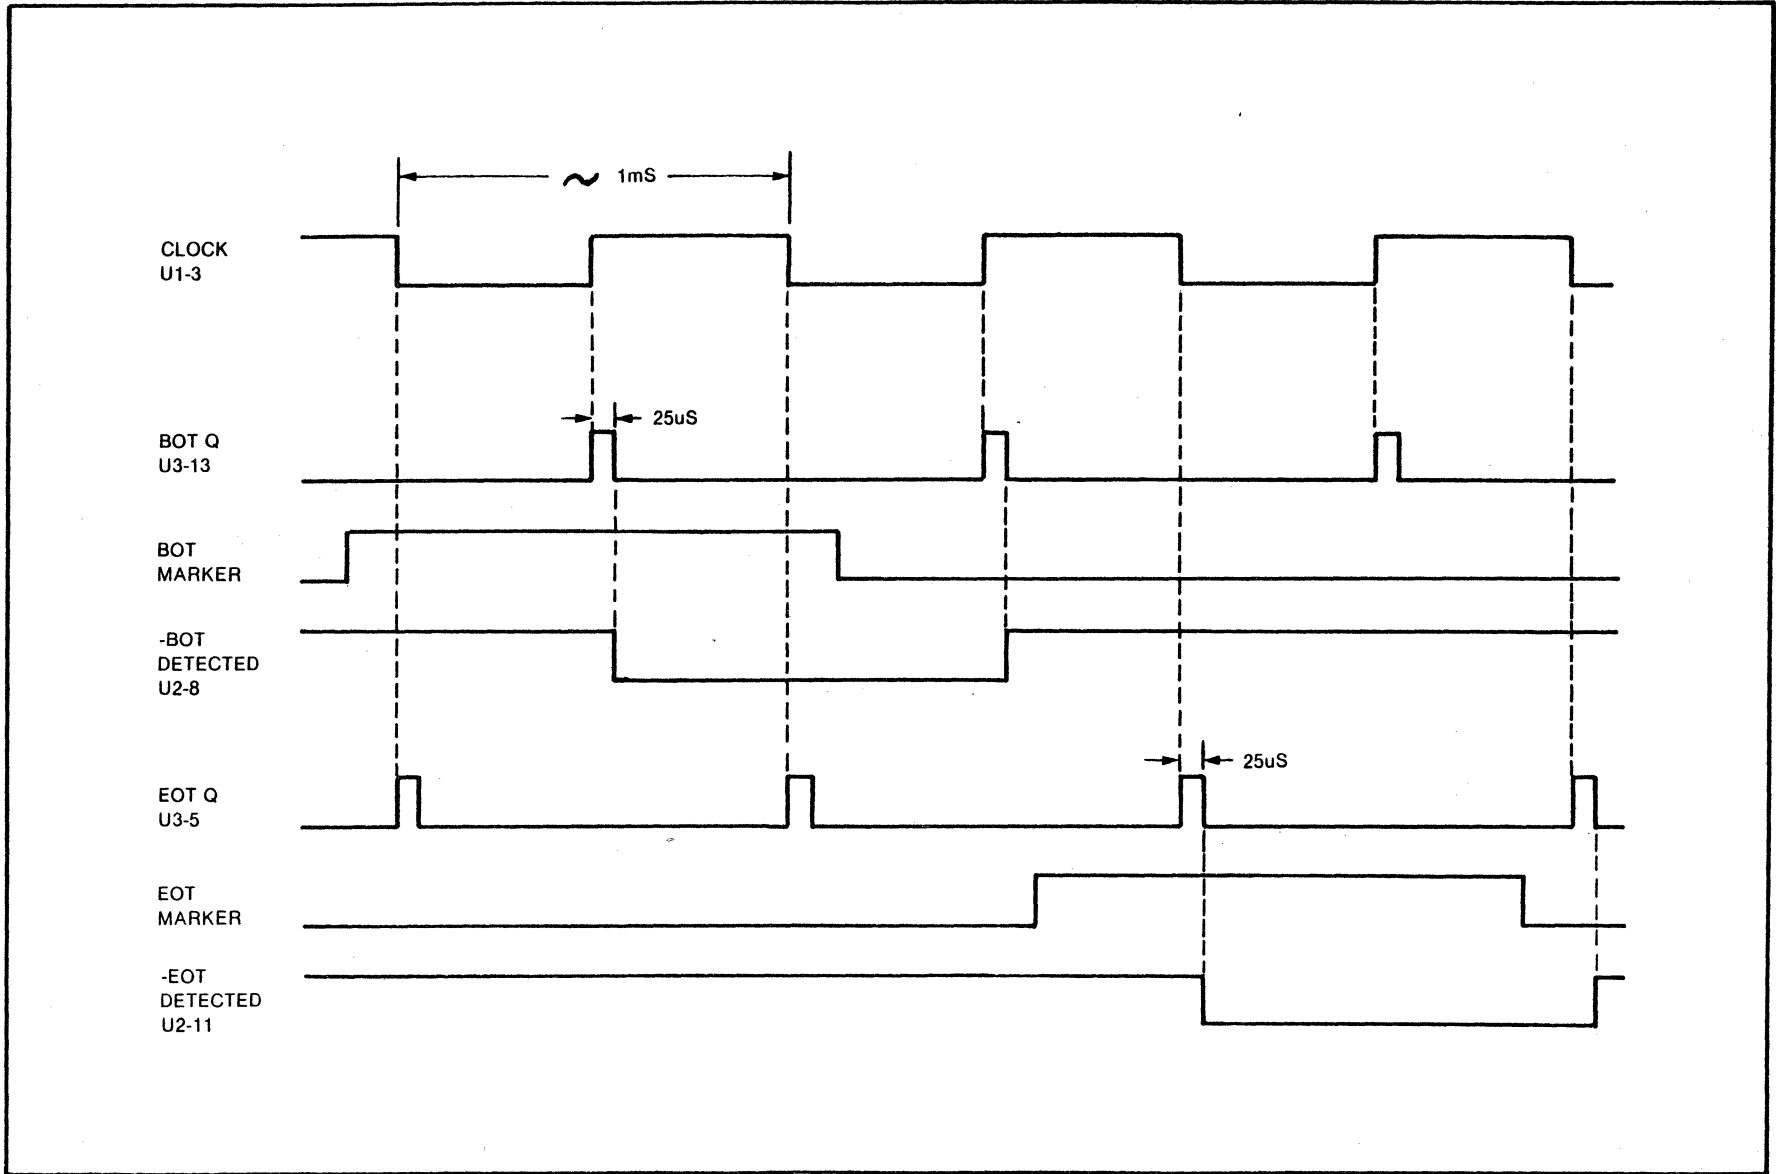 ~ 1mS
CLOCK
U1-3
25uS
BOT Q
U3-13
BOT
MARKER
-BOT
DETECTED
U2-8
25uS
EOT Q
U3-5
EOT
MARKER
-EOT
DETECTED
U2-11